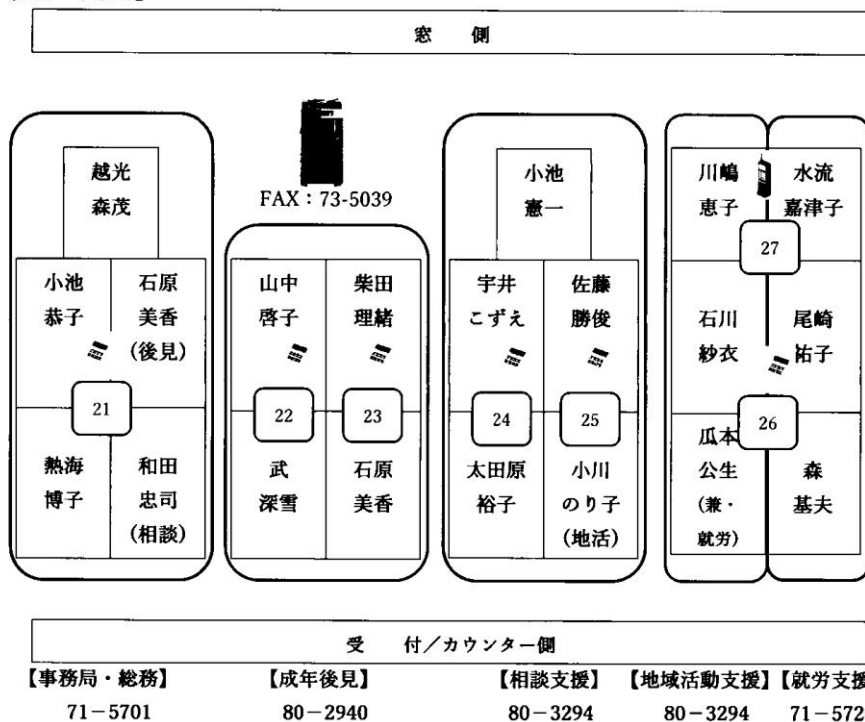 窓 側
越光
森茂
小池
恭子
石原
美香
(後見)
21
熱海
博子
和田
忠司
(相談)
FAX：73-5039
山中
啓子
柴田
理緒
22
23
武
深雪
石原
美香
小池
憲一
宇井
こずえ
佐藤
勝俊
24
25
太田原
裕子
小川
のり子
(地活)
川嶋
恵子
水流
嘉津子
27
石川
紗衣
尾崎
祐子
26
瓜本
公生
(兼・
就労)
森
基夫
受 付/カウンター側
【事務局・総務】 【成年後見】 【相談支援】 【地域活動支援】 【就労支援
71－5701 80－2940 80－3294 80－3294 71－572